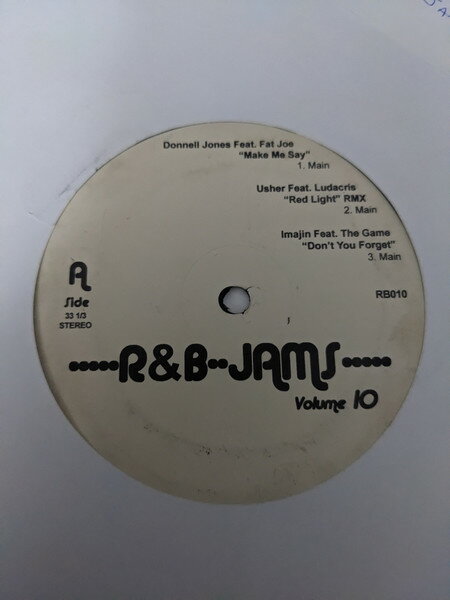 Donnell Jones Feat. Fat Joe
"Make Me Say"
1. Main
Usher Feat. Ludacris
"Red Light" RMX
2. Main
Imajin Feat. The Game
"Don't You Forget"
3. Main
RB010
A
Side
33 1/3
STEREO
R&B JAMS
Volume 10